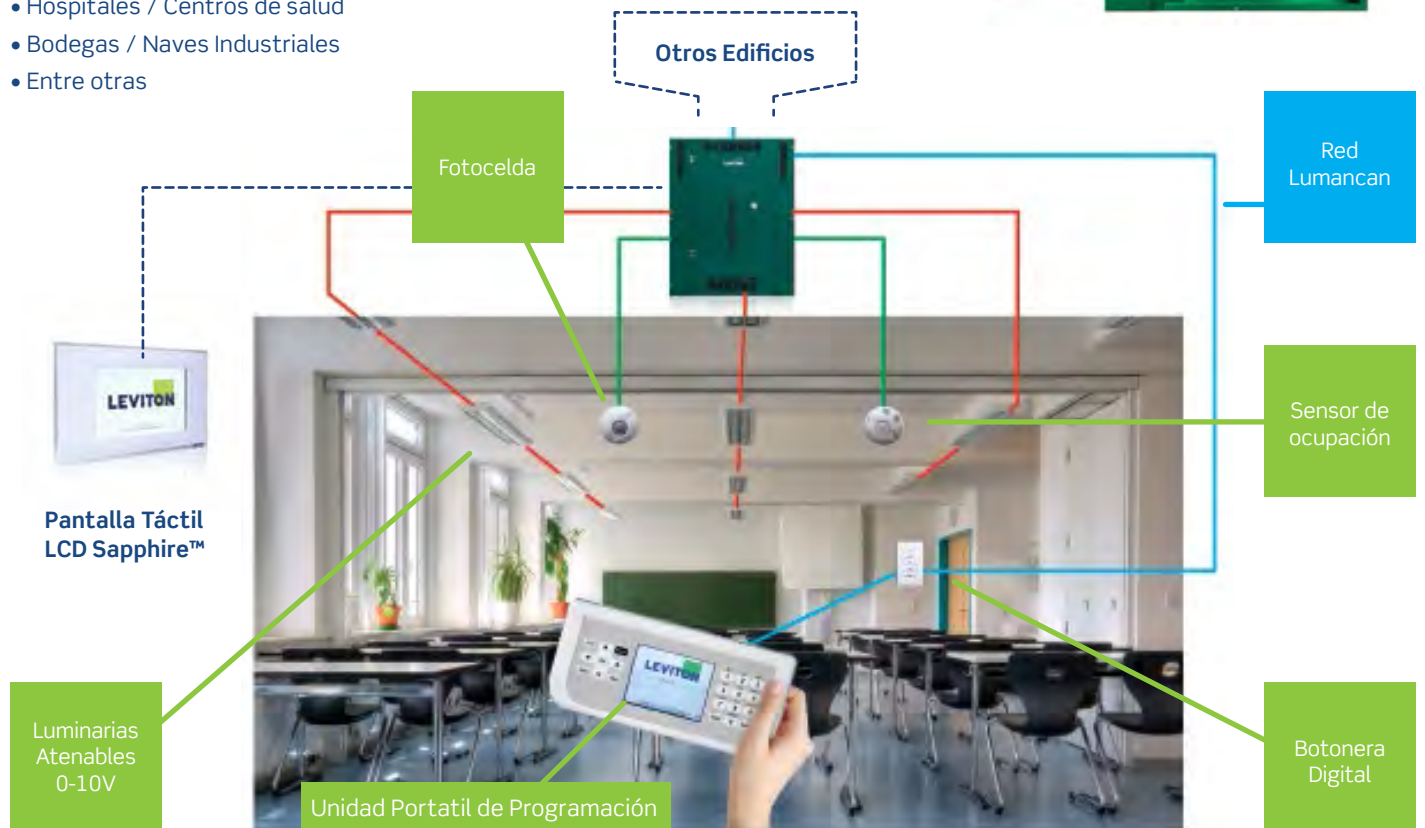 • Hospitales / Centros de salud
• Bodegas / Naves Industriales
• Entre otras
Otros Edificios
Fotocelda
Red
Lumancan
LEVITON
Pantalla Táctil
LCD Sapphire™
Sensor de
ocupación
LEVITON
Luminarias
Atenables
0-10V
Unidad Portatil de Programación
Botonera
Digital